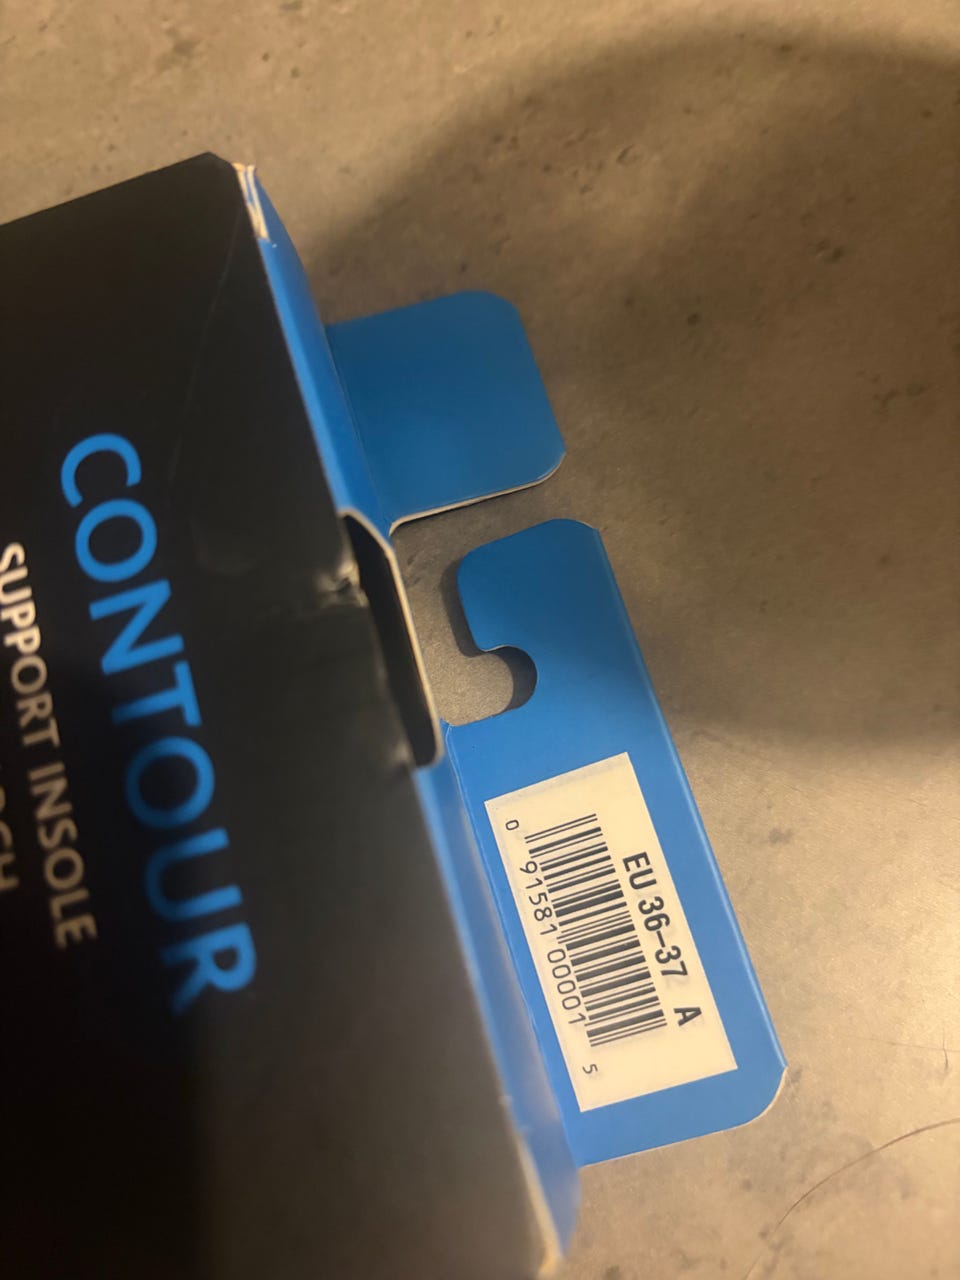 CONTOUR
SUPPORT INSOLE
EU 36–37 A
0 91581 00001 5